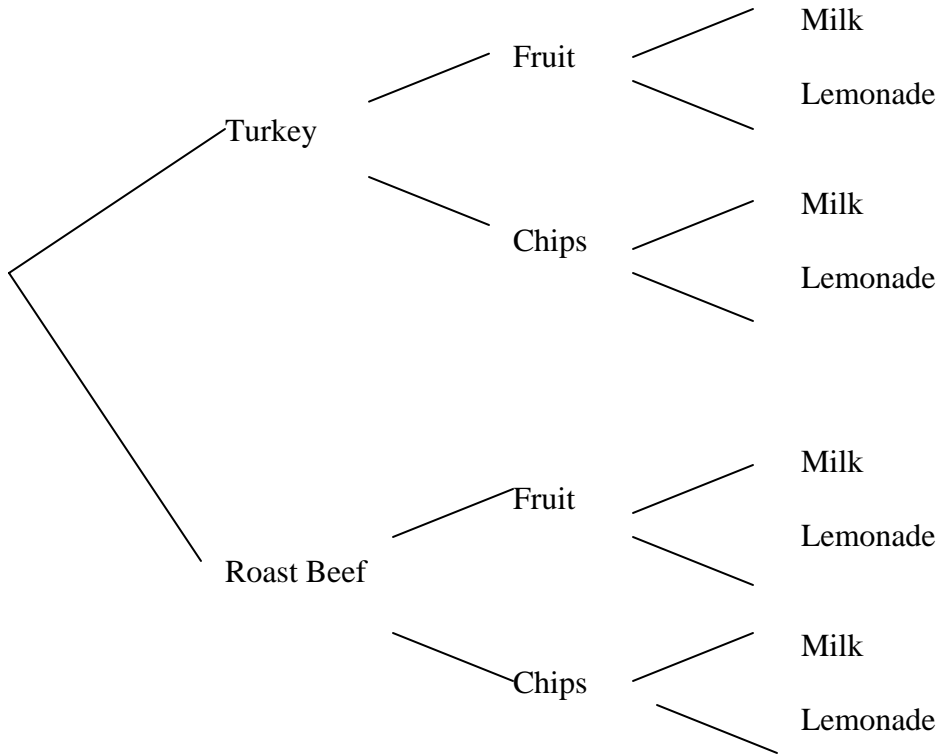 Milk
Fruit
Lemonade
Turkey
Milk
Chips
Lemonade
Milk
Fruit
Lemonade
Roast Beef
Milk
Chips
Lemonade